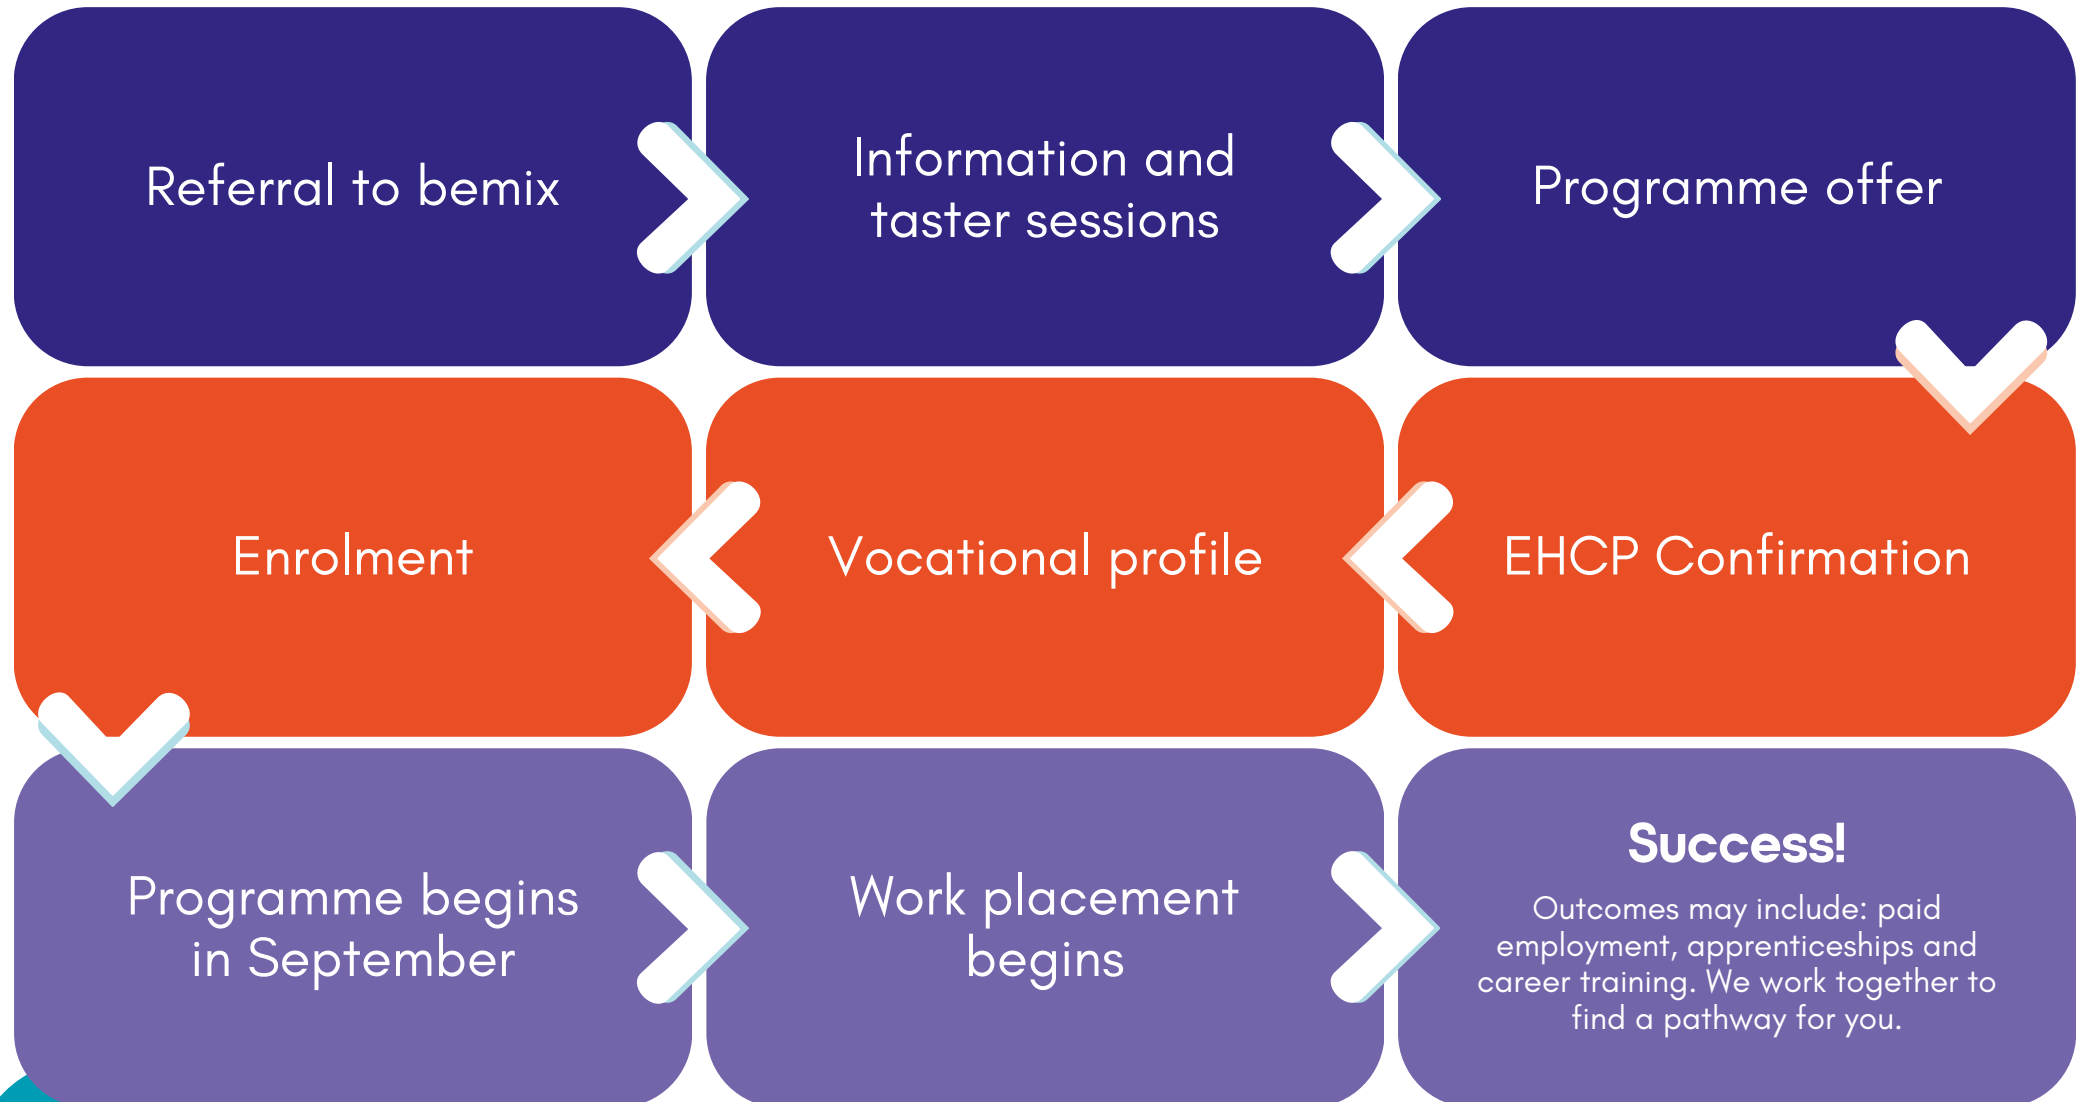 Referral to bemix
Information and
taster sessions
Programme offer
EHCP Confirmation
Vocational profile
Enrolment
Programme begins
in September
Work placement
begins
Success!
Outcomes may include: paid
employment, apprenticeships and
career training. We work together to
find a pathway for you.